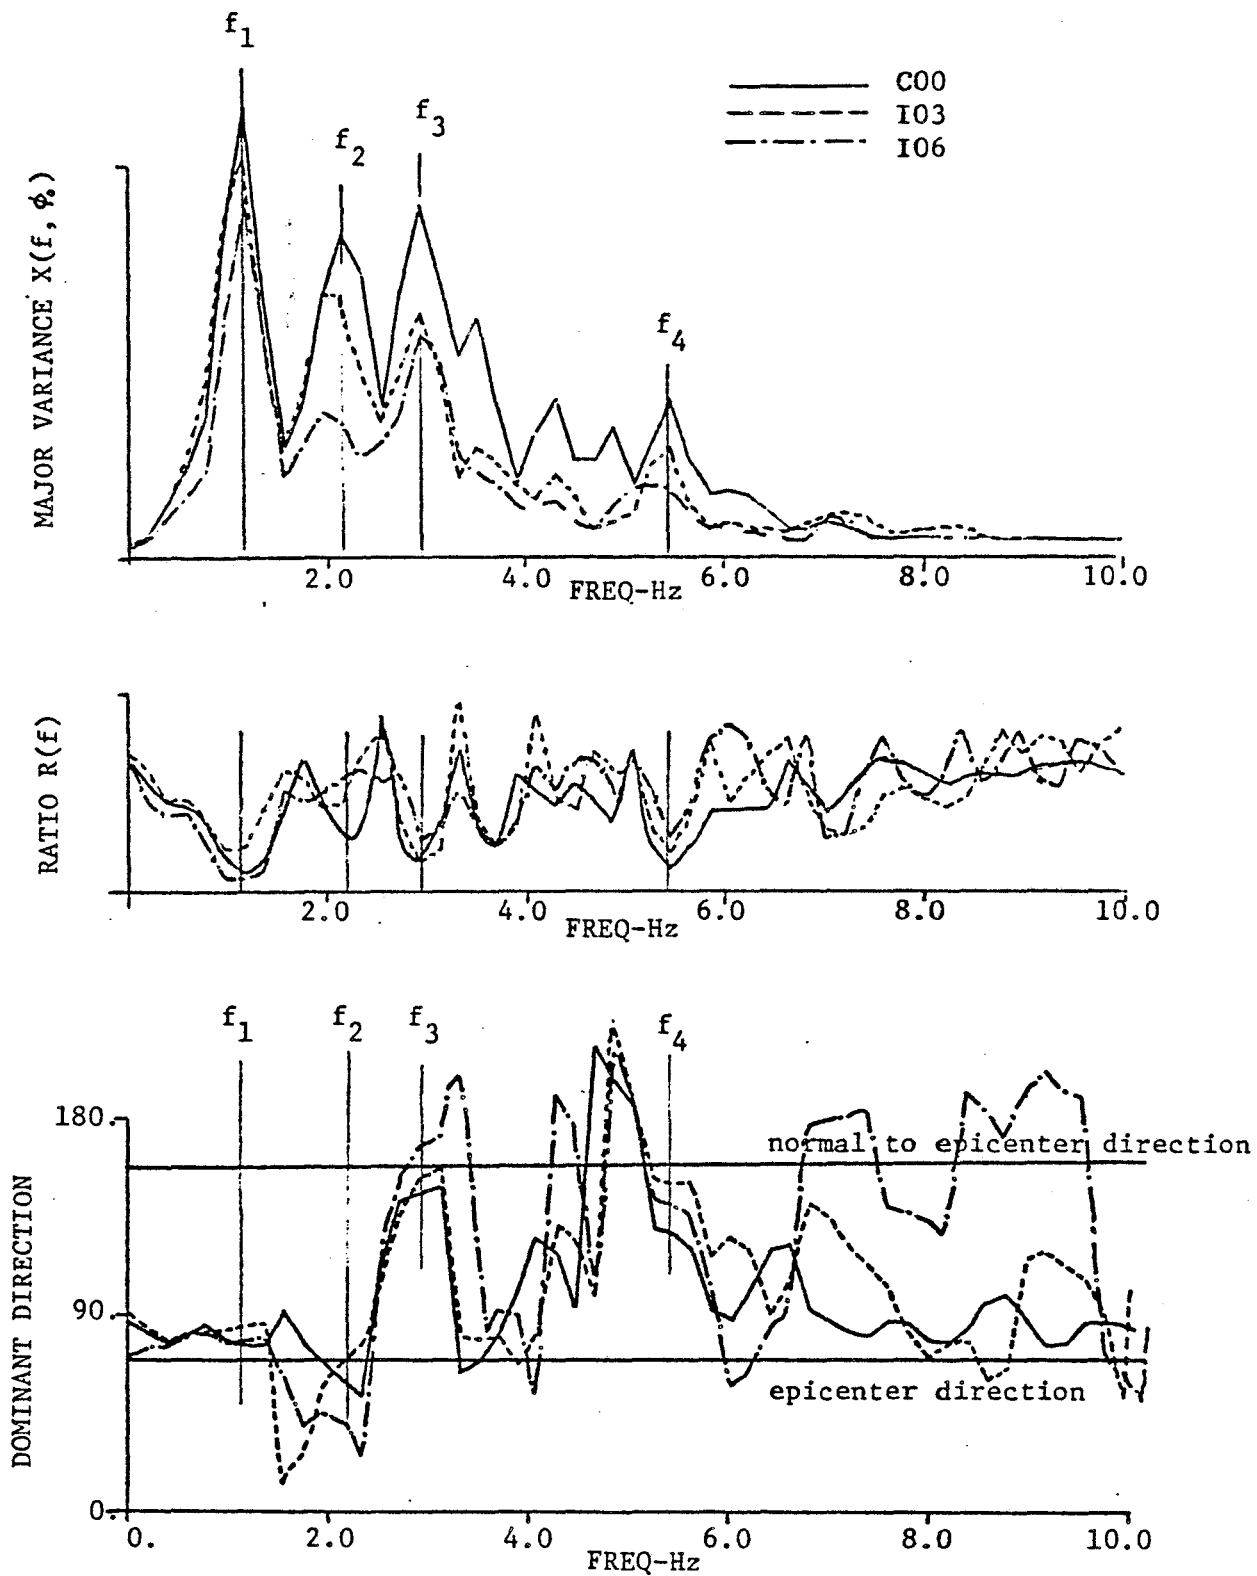 f1
f2
f3
f4
C00
I03
I06
MAJOR VARIANCE X(f, φ₀)
2.0
4.0
6.0
8.0
10.0
FREQ-Hz
RATIO R(f)
2.0
4.0
6.0
8.0
10.0
FREQ-Hz
f1
f2
f3
f4
180.
90.
0.
DOMINANT DIRECTION
normal to epicenter direction
epicenter direction
0.
2.0
4.0
6.0
8.0
10.0
FREQ-Hz